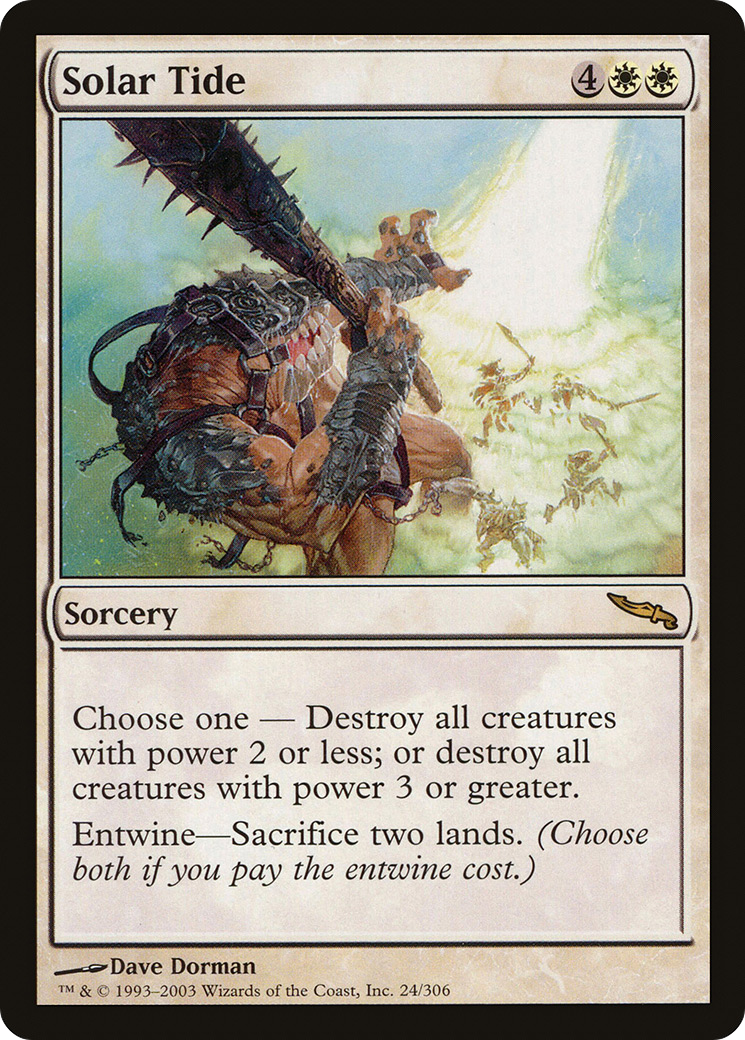 Solar Tide 4
Sorcery
Choose one — Destroy all creatures
with power 2 or less; or destroy all
creatures with power 3 or greater.
Entwine—Sacrifice two lands. (Choose
both if you pay the entwine cost.)
Dave Dorman
™ & © 1993–2003 Wizards of the Coast, Inc. 24/306